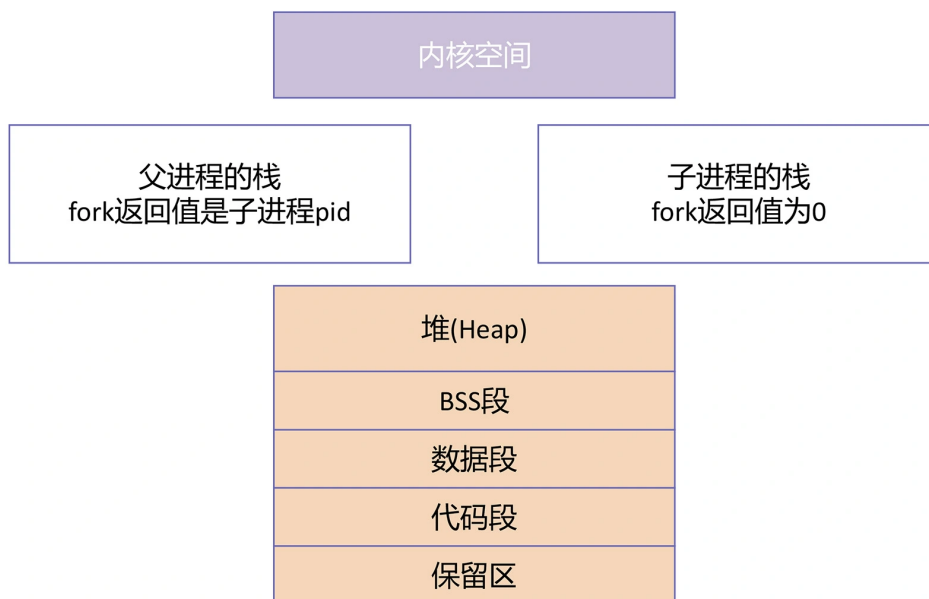 内核空间
父进程的栈
fork返回值是子进程pid
子进程的栈
fork返回值为0
堆(Heap)
BSS段
数据段
代码段
保留区